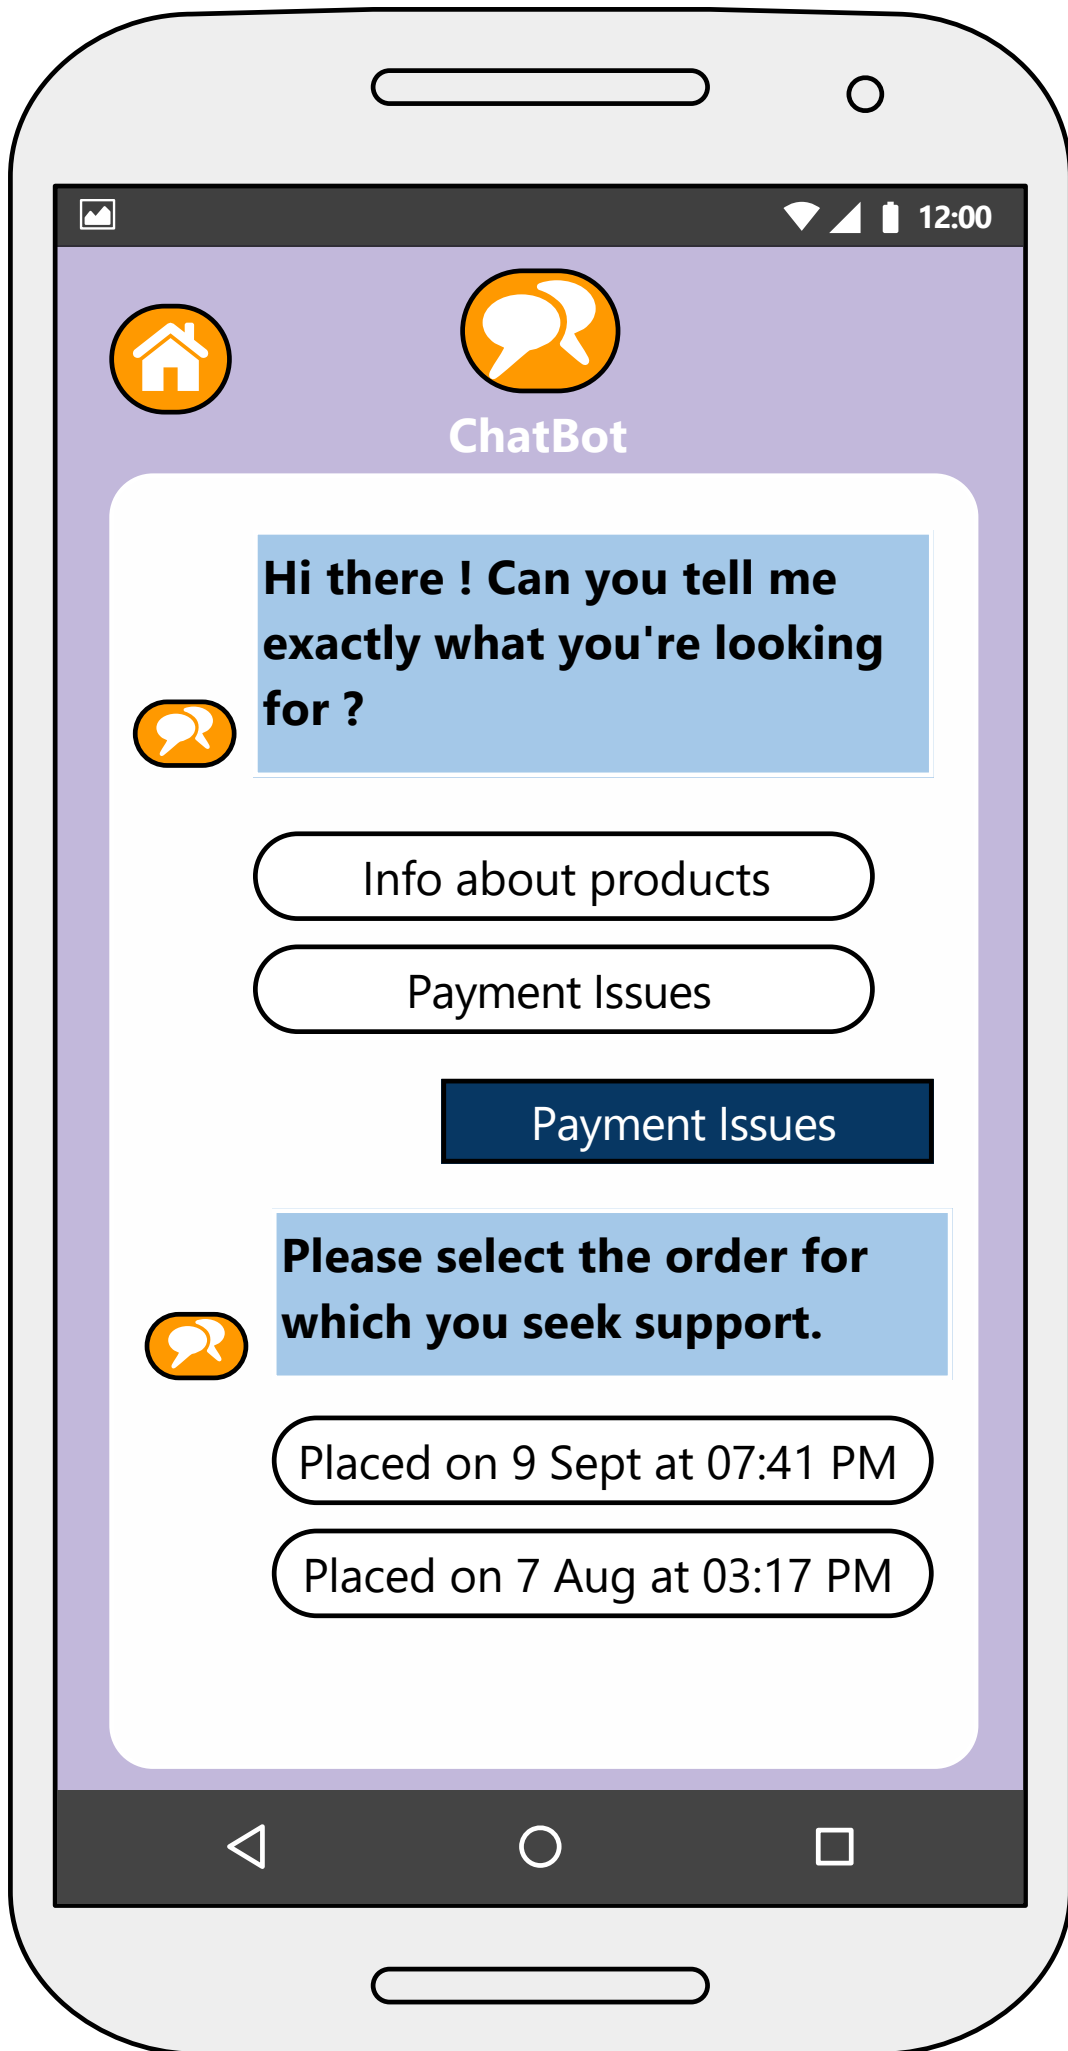 12:00
ChatBot
Hi there ! Can you tell me
exactly what you're looking
for ?
Info about products
Payment Issues
Payment Issues
Please select the order for
which you seek support.
Placed on 9 Sept at 07:41 PM
Placed on 7 Aug at 03:17 PM